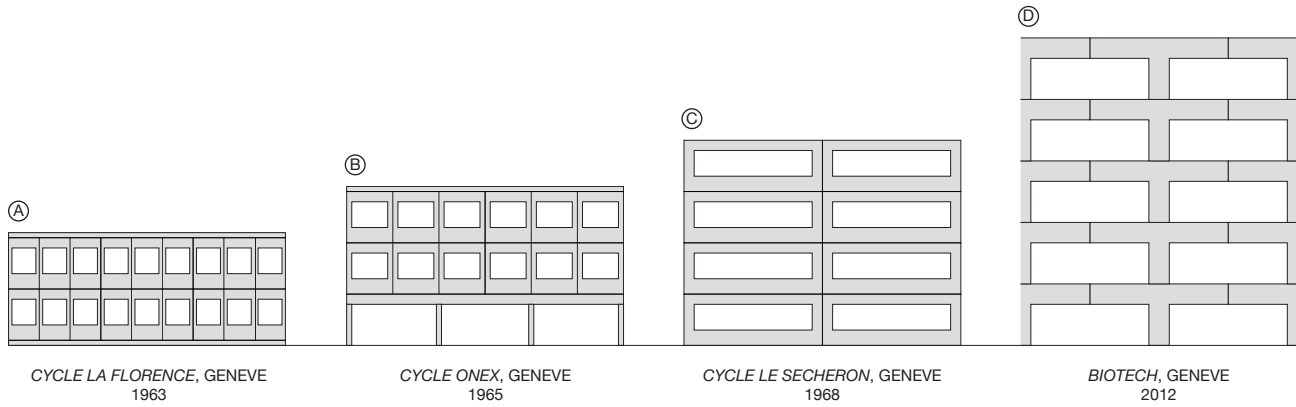 A
CYCLE LA FLORENCE, GENEVE
1963
B
CYCLE ONEX, GENEVE
1965
C
CYCLE LE SECHERON, GENEVE
1968
D
BIOTECH, GENEVE
2012